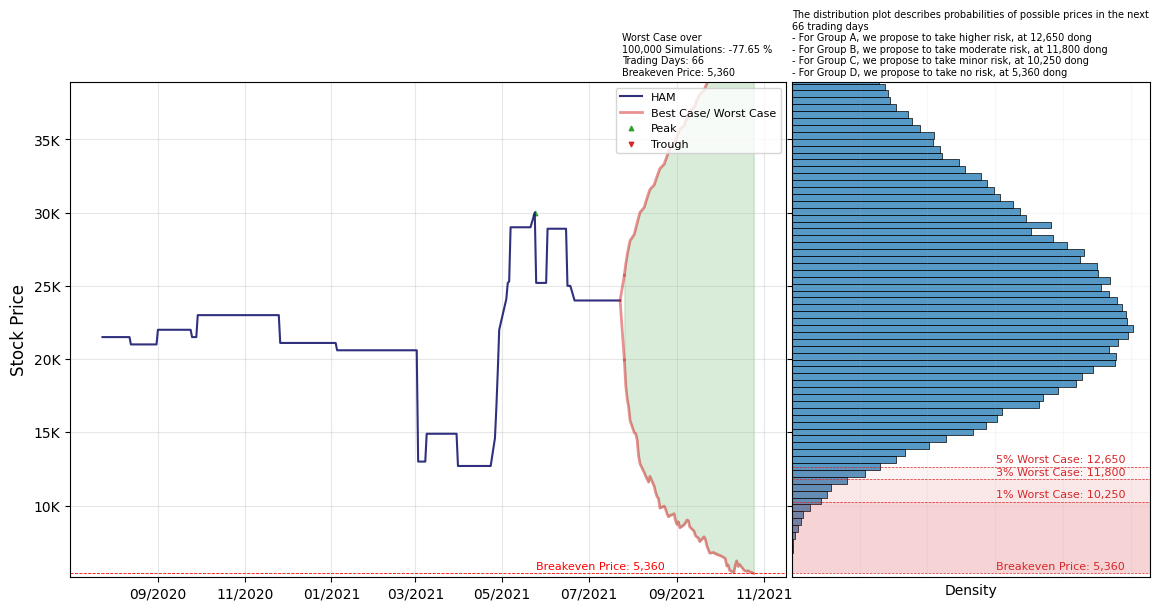 The distribution plot describes probabilities of possible prices in the next
66 trading days
- For Group A, we propose to take higher risk, at 12,650 dong
- For Group B, we propose to take moderate risk, at 11,800 dong
- For Group C, we propose to take minor risk, at 10,250 dong
- For Group D, we propose to take no risk, at 5,360 dong
Worst Case over
100,000 Simulations: -77.65 %
Trading Days: 66
Breakeven Price: 5,360
HAM
Best Case/ Worst Case
Peak
Trough
Stock Price
35K
30K
25K
20K
15K
10K
Breakeven Price: 5,360
09/2020
11/2020
01/2021
03/2021
05/2021
07/2021
09/2021
11/2021
5% Worst Case: 12,650
3% Worst Case: 11,800
1% Worst Case: 10,250
Breakeven Price: 5,360
Density